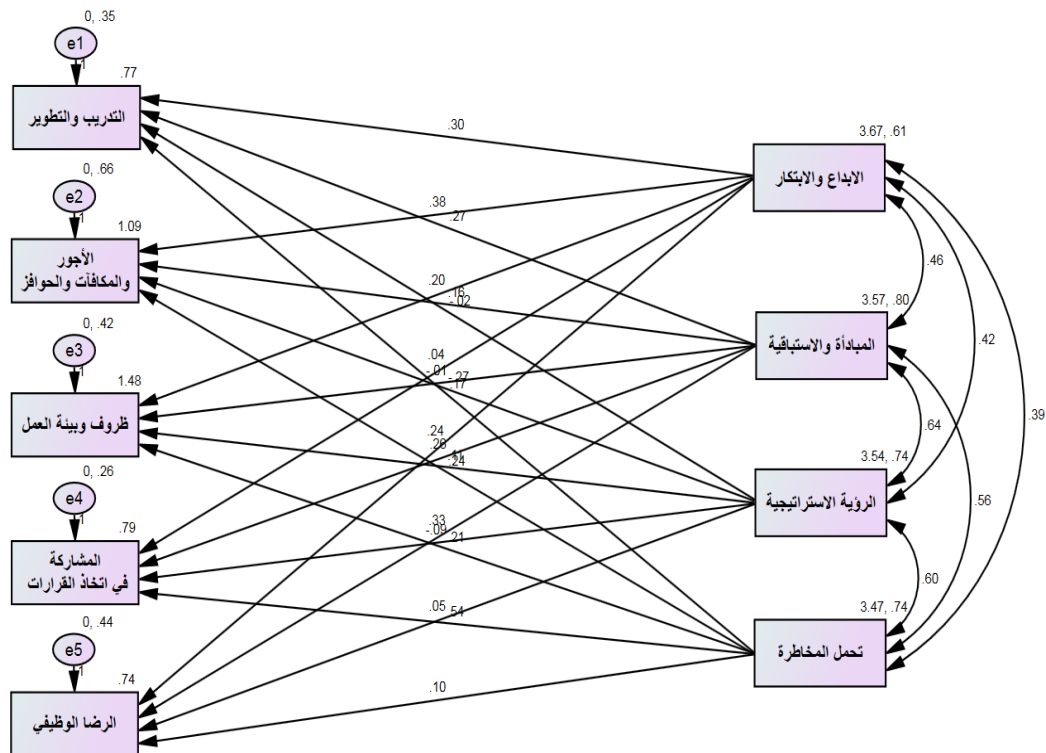 0, .35
e1
1
.77
التدريب والتطوير
0, .66
e2
1
1.09
الأجور
والمكافآت والحوافز
0, .42
e3
1
1.48
ظروف وبيئة العمل
0, .26
e4
1
.79
المشاركة
في اتخاذ القرارات
0, .44
e5
1
.74
الرضا الوظيفي
.30
.38
.27
.20
.16
-.02
.04
-.01
-.27
.17
.24
.26
.24
.33
-.09
.21
.05
.54
.10
3.67, .61
الابداع والابتكار
.46
3.57, .80
المبادأة والاستباقية
.42
.64
.39
3.54, .74
الرؤية الاستراتيجية
.56
.60
3.47, .74
تحمل المخاطرة